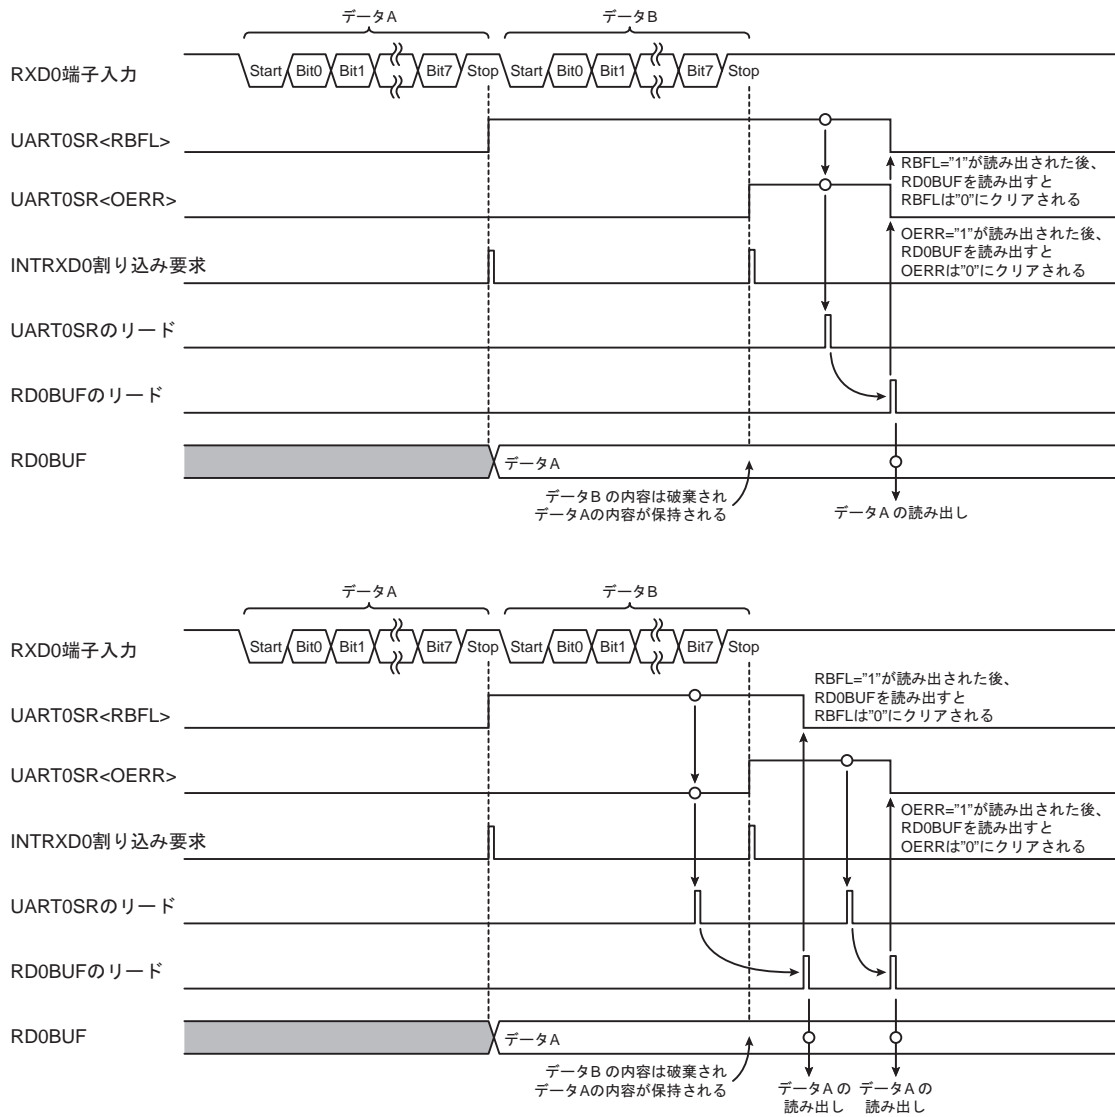 データA データB
RXD0端子入力 Start Bit0 Bit1 Bit7 Stop Start Bit0 Bit1 Bit7 Stop
UART0SR<RBFL>
RBFL="1"が読み出された後、
RD0BUFを読み出すと
RBFLは"0"にクリアされる
UART0SR<OERR>
OERR="1"が読み出された後、
RD0BUFを読み出すと
OERRは"0"にクリアされる
INTRXD0割り込み要求
UART0SRのリード
RD0BUFのリード
RD0BUF データA
データB の内容は破棄され
データAの内容が保持される
データA の読み出し
データA データB
RXD0端子入力 Start Bit0 Bit1 Bit7 Stop Start Bit0 Bit1 Bit7 Stop
RBFL="1"が読み出された後、
RD0BUFを読み出すと
RBFLは"0"にクリアされる
UART0SR<RBFL>
UART0SR<OERR>
OERR="1"が読み出された後、
RD0BUFを読み出すと
OERRは"0"にクリアされる
INTRXD0割り込み要求
UART0SRのリード
RD0BUFのリード
RD0BUF データA
データB の内容は破棄され
データAの内容が保持される
データA の
読み出し
データA の
読み出し